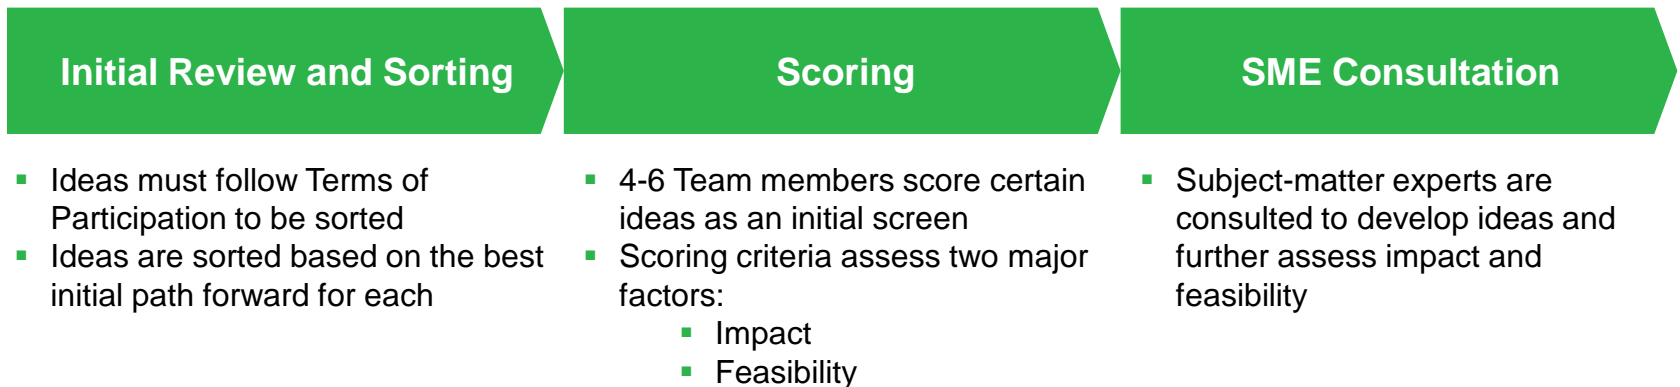 Initial Review and Sorting
▪ Ideas must follow Terms of
Participation to be sorted
▪ Ideas are sorted based on the best
initial path forward for each
Scoring
▪ 4-6 Team members score certain
ideas as an initial screen
▪ Scoring criteria assess two major
factors:
▪ Impact
▪ Feasibility
SME Consultation
▪ Subject-matter experts are
consulted to develop ideas and
further assess impact and
feasibility